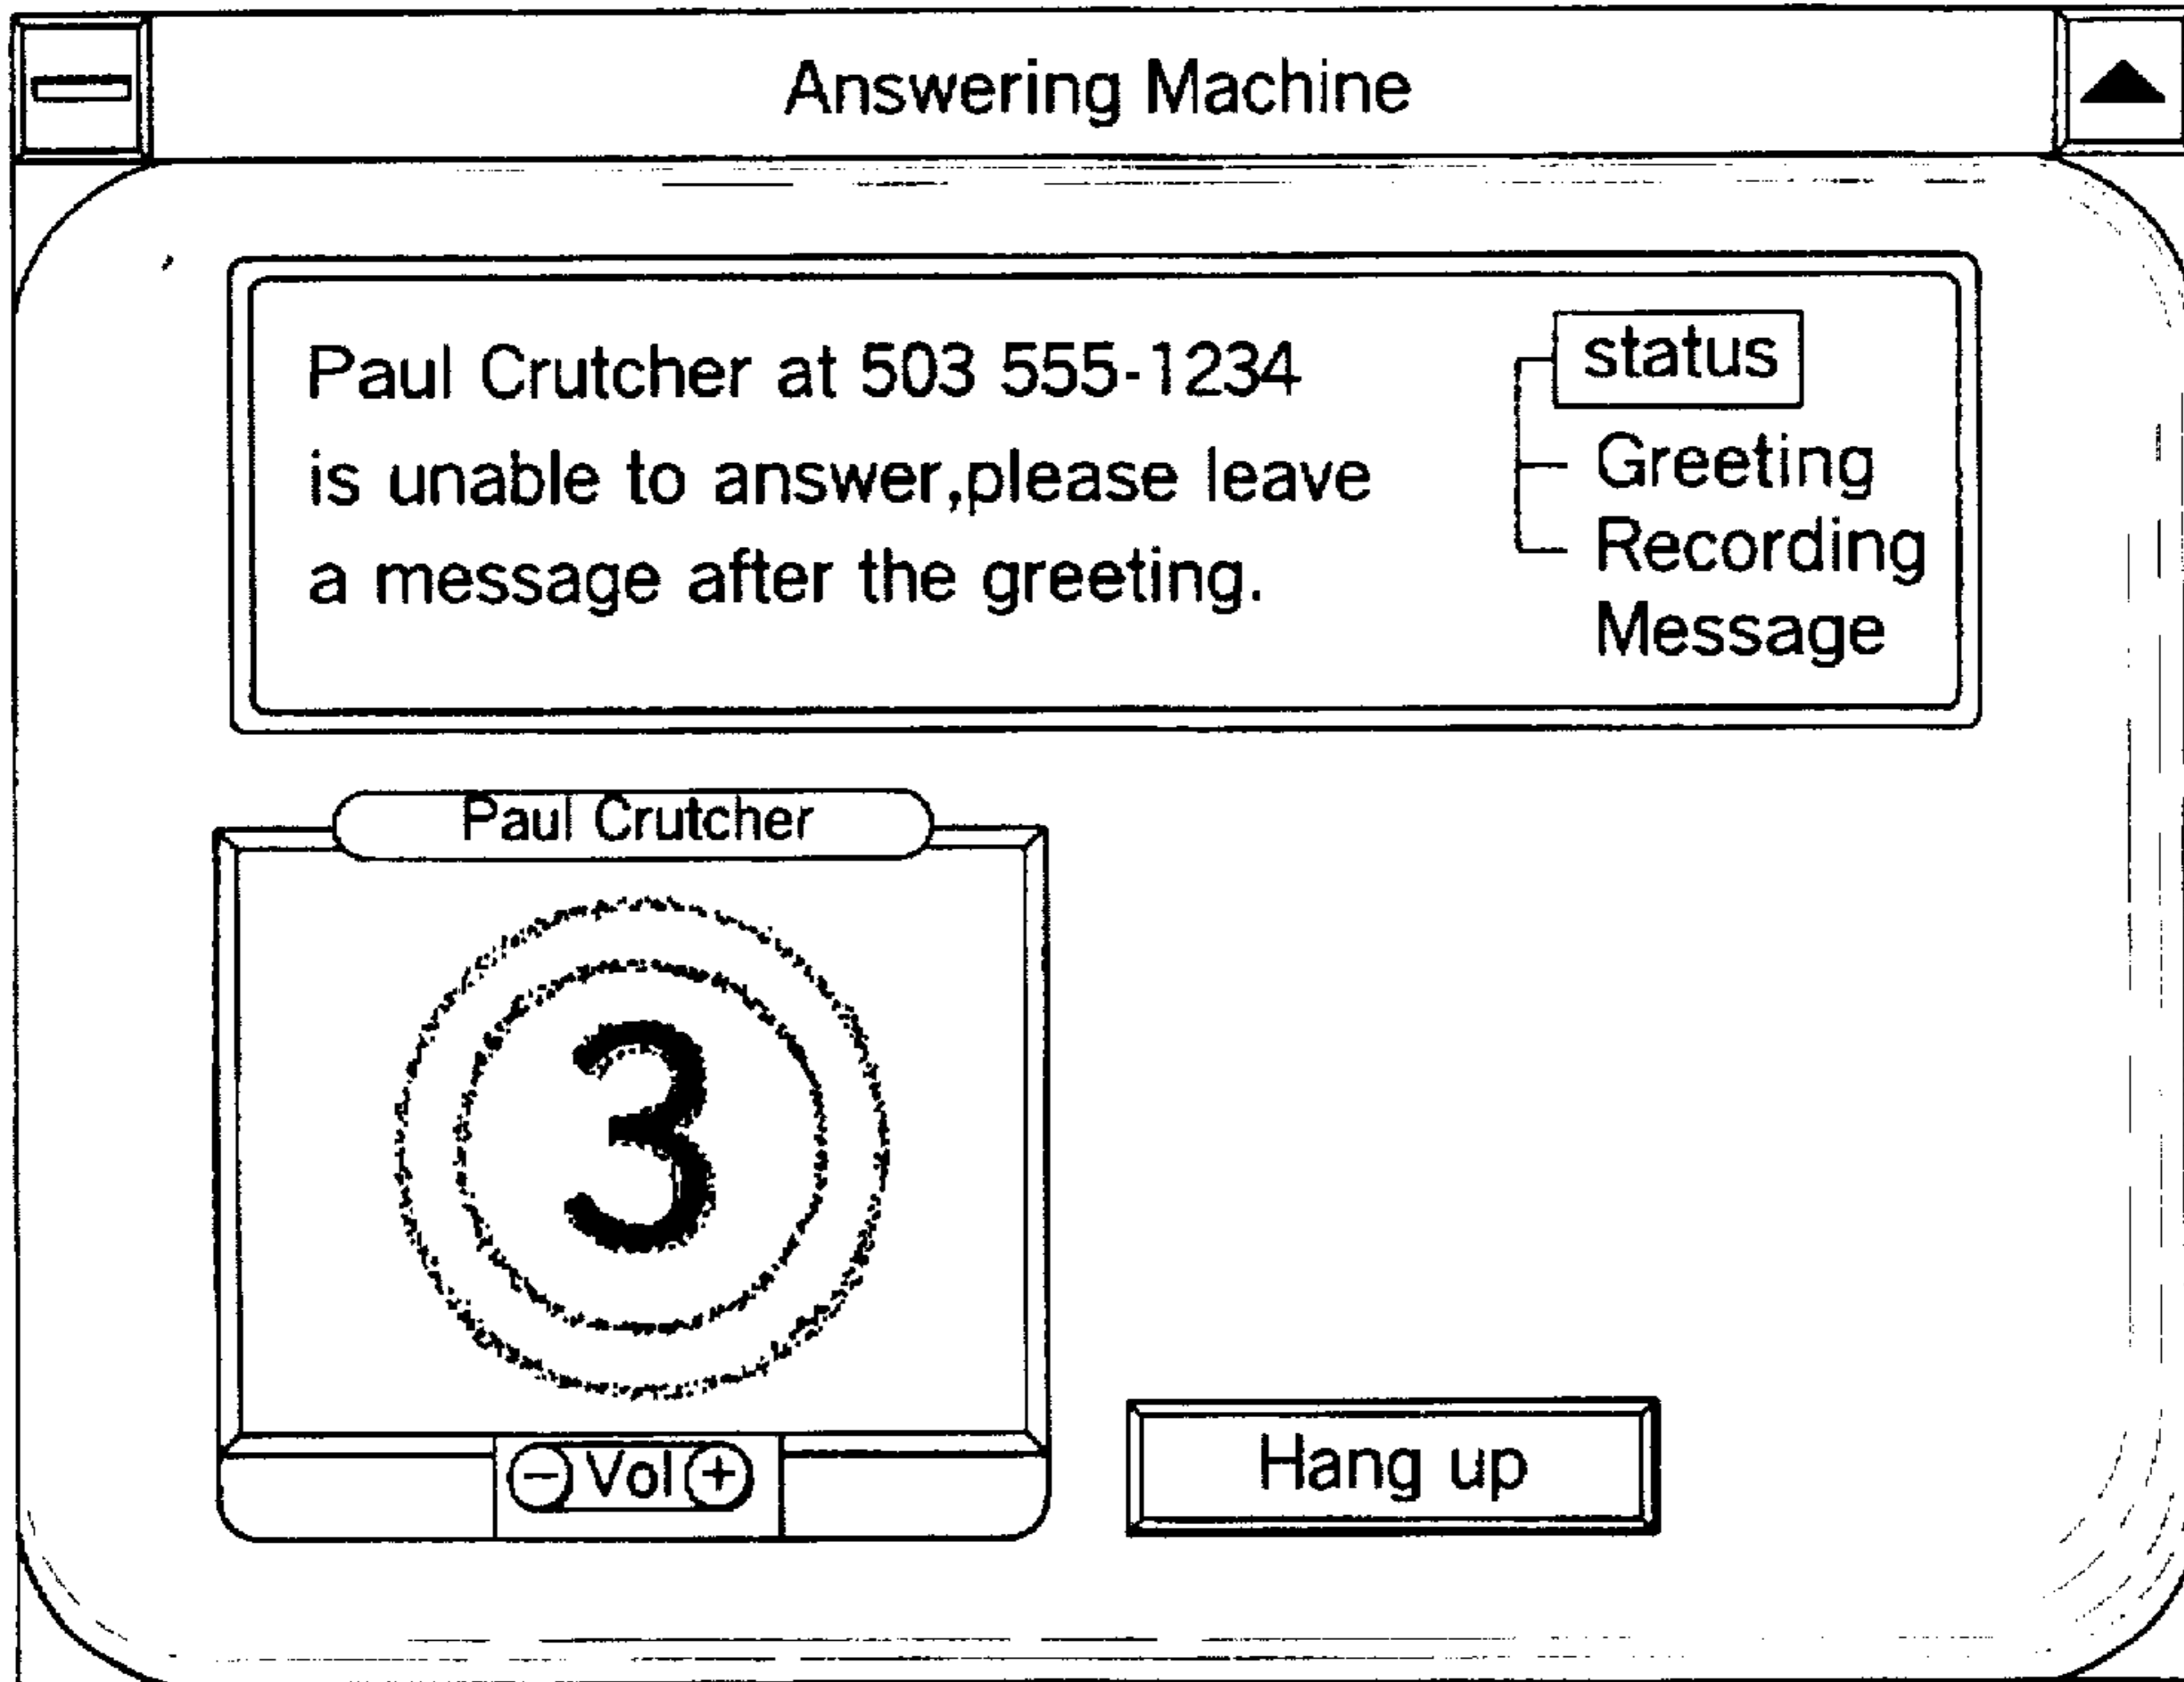 Answering Machine
Paul Crutcher at 503 555-1234
is unable to answer,please leave
a message after the greeting.
status
Greeting
Recording
Message
Paul Crutcher
3
− Vol +
Hang up